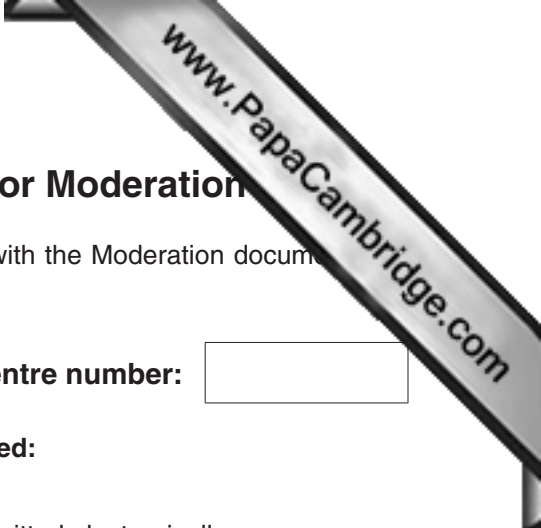 www.PapaCambridge.com
or Moderation
with the Moderation docum
entre number:
ed: